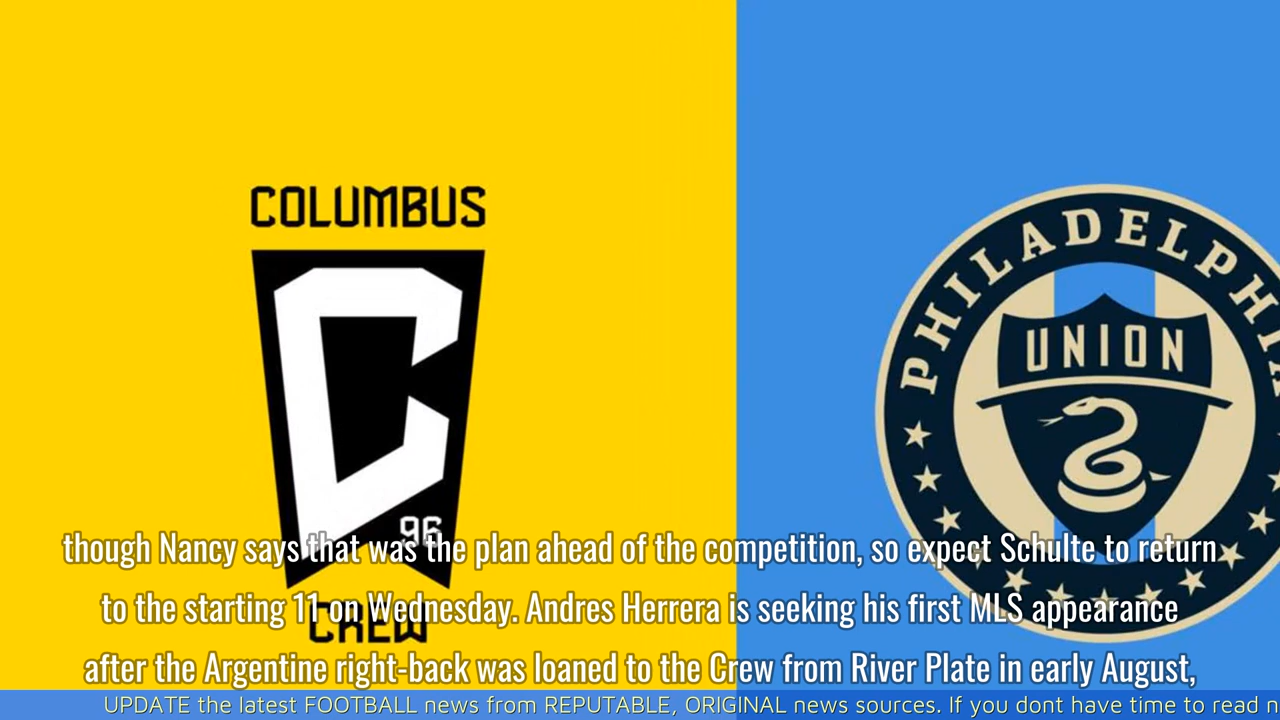 COLUMBUS
96
CREW
PHILADELPHI
UNION
though Nancy says that was the plan ahead of the competition, so expect Schulte to return
to the starting 11 on Wednesday. Andres Herrera is seeking his first MLS appearance
after the Argentine right-back was loaned to the Crew from River Plate in early August,
UPDATE the latest FOOTBALL news from REPUTABLE, ORIGINAL news sources. If you dont have time to read n